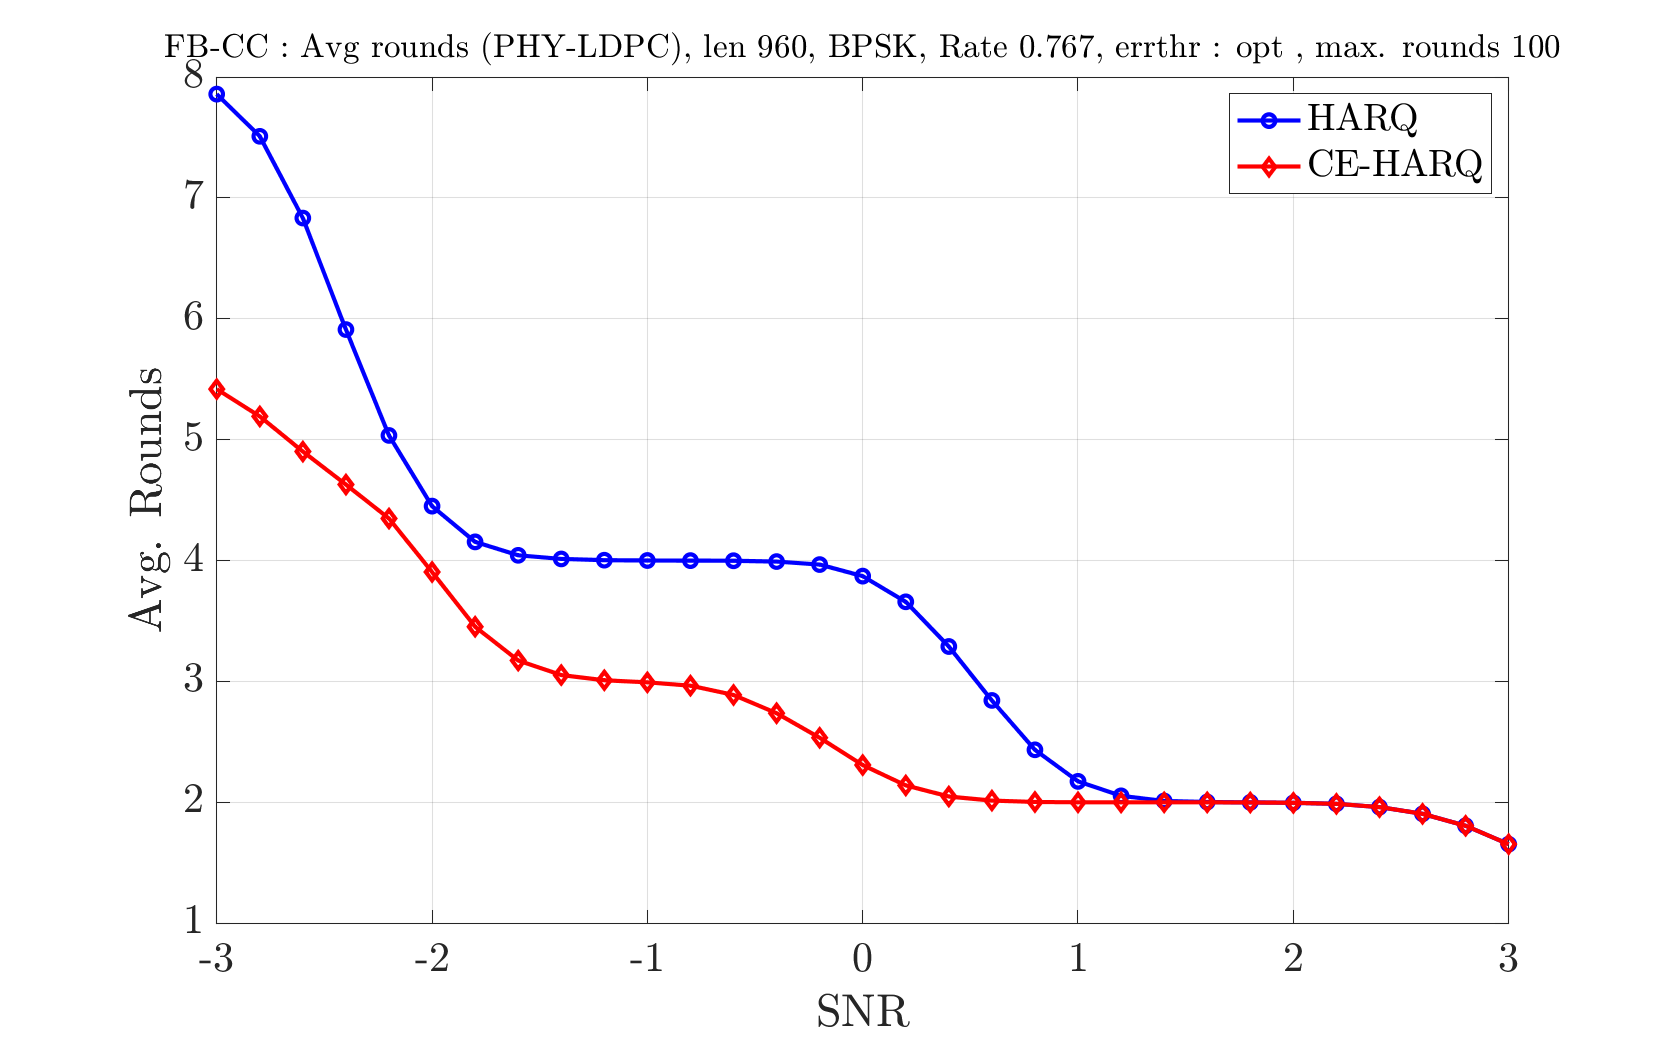 FB-CC : Avg rounds (PHY-LDPC), len 960, BPSK, Rate 0.767, errthr : opt , max. rounds 100
HARQ
CE-HARQ
8
7
6
5
4
3
2
1
Avg. Rounds
-3 -2 -1 0 1 2 3
SNR